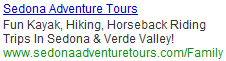 Sedona Adventure Tours
Fun Kayak, Hiking, Horseback Riding
Trips In Sedona & Verde Valley!
www.sedonaadventuretours.com/Family